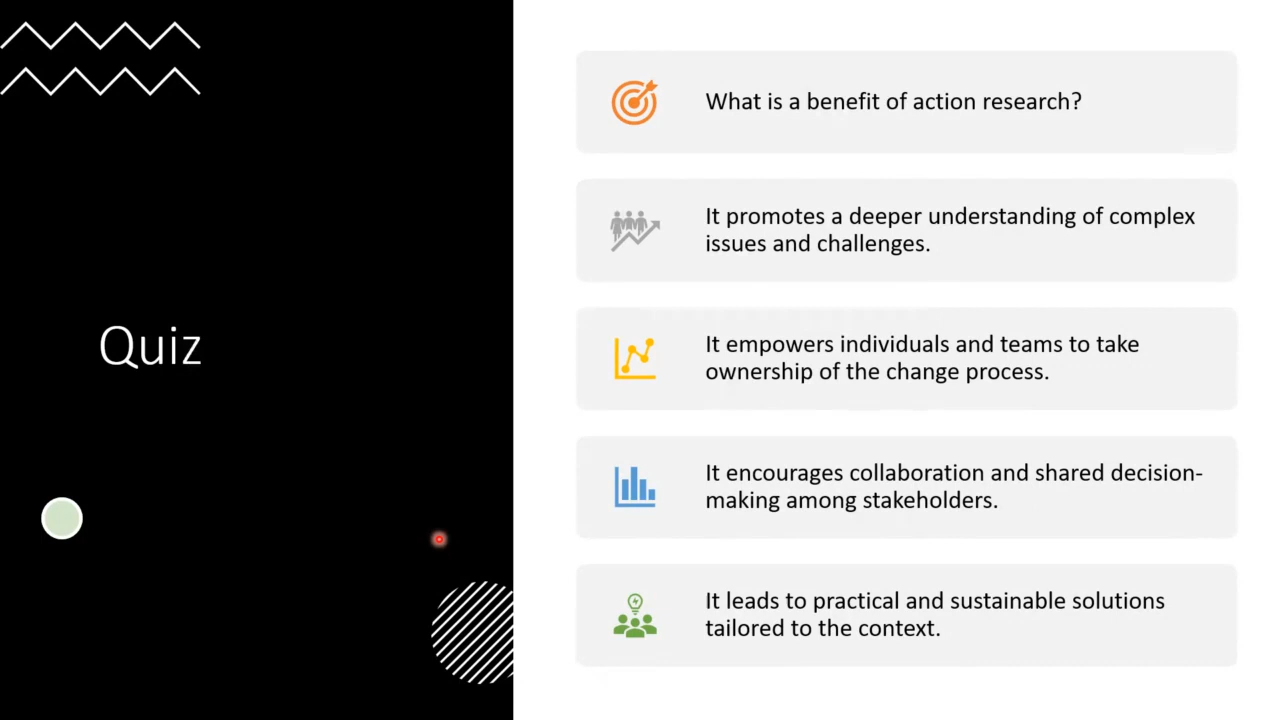 Quiz
What is a benefit of action research?
It promotes a deeper understanding of complex
issues and challenges.
It empowers individuals and teams to take
ownership of the change process.
It encourages collaboration and shared decision-
making among stakeholders.
It leads to practical and sustainable solutions
tailored to the context.